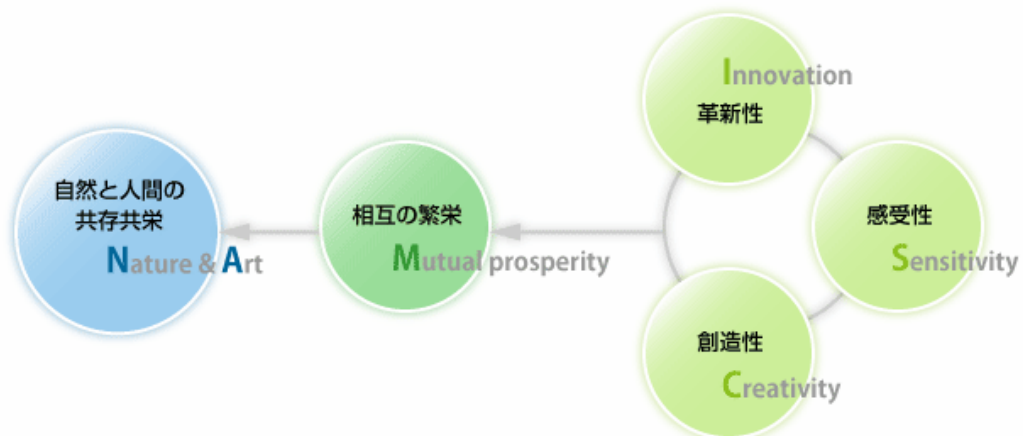 自然と人間の
共存共栄
Nature & Art
相互の繁栄
Mutual prosperity
Innovation
革新性
感受性
Sensitivity
創造性
Creativity